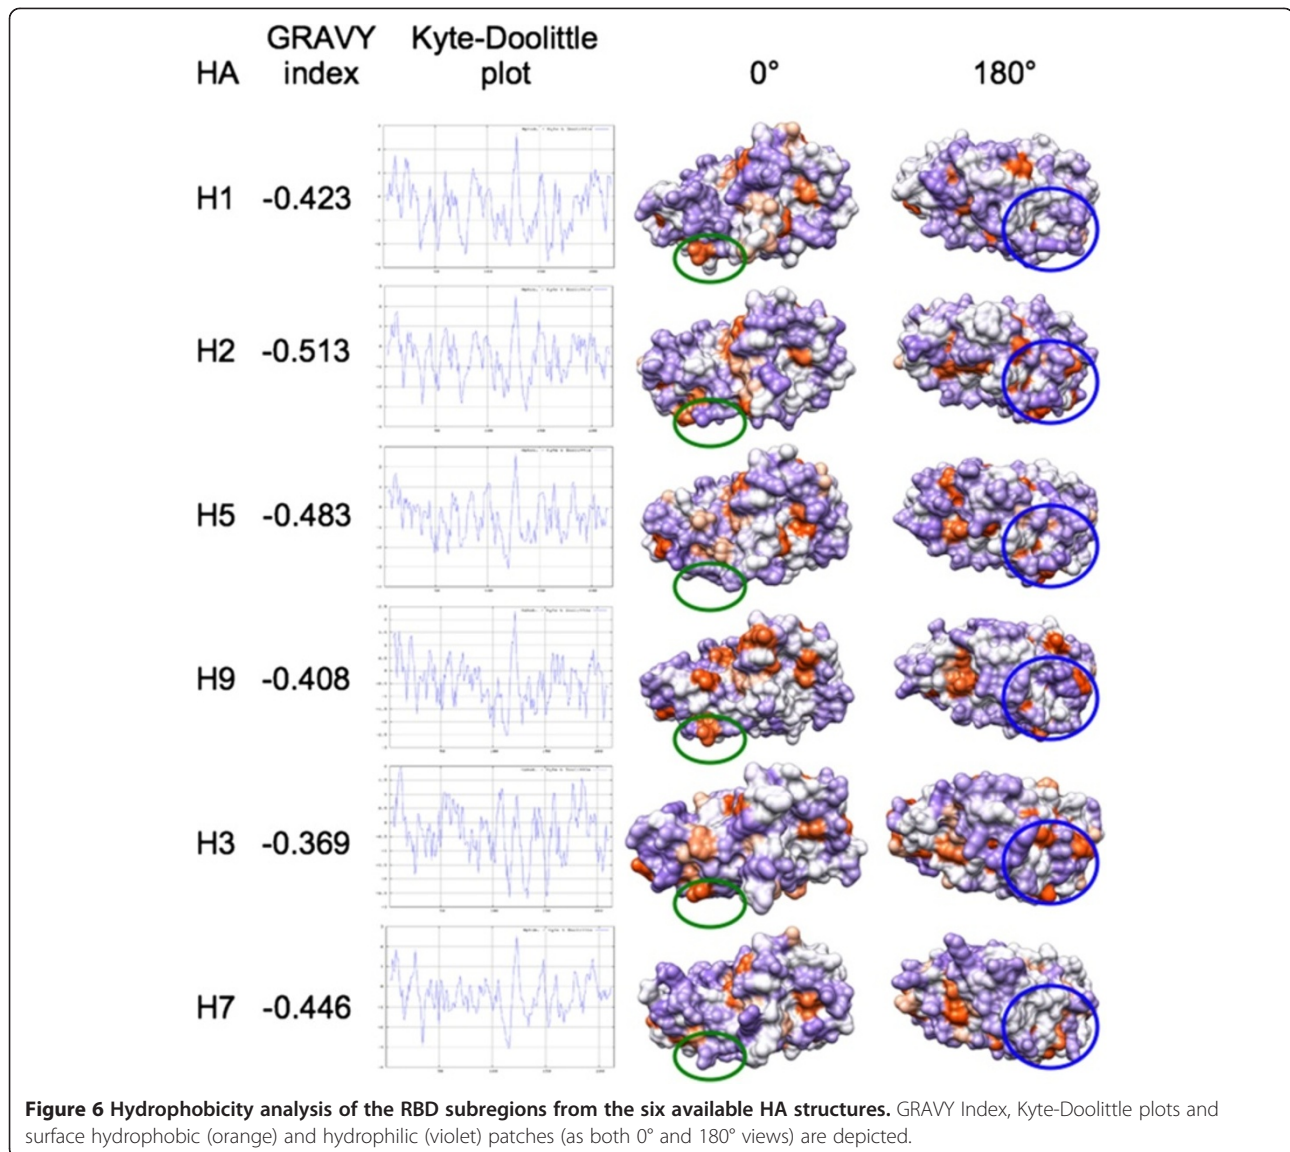 GRAVY Kyte-Doolittle
HA index plot 0° 180°
H1 -0.423
H2 -0.513
H5 -0.483
H9 -0.408
H3 -0.369
H7 -0.446
Figure 6 Hydrophobicity analysis of the RBD subregions from the six available HA structures. GRAVY Index, Kyte-Doolittle plots and
surface hydrophobic (orange) and hydrophilic (violet) patches (as both 0° and 180° views) are depicted.